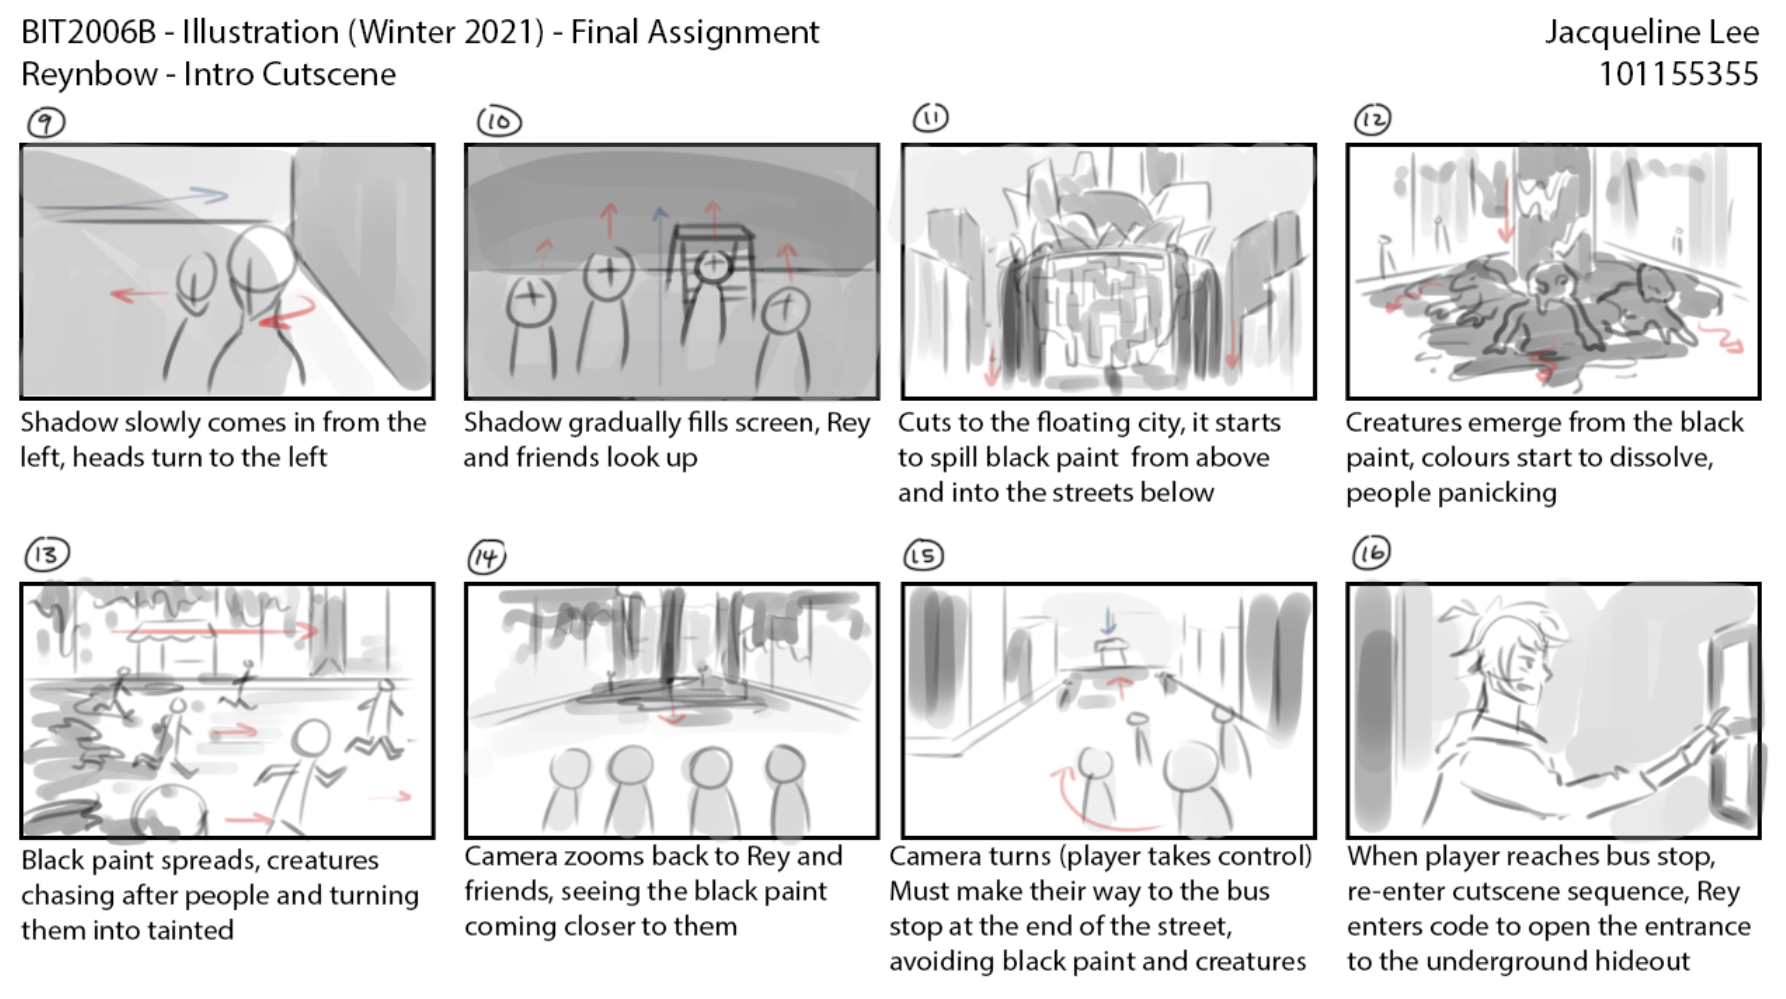 BIT2006B - Illustration (Winter 2021) - Final Assignment
Jacqueline Lee
Reynbow - Intro Cutscene
101155355
9
10
11
12
Shadow slowly comes in from the
left, heads turn to the left
Shadow gradually fills screen, Rey
and friends look up
Cuts to the floating city, it starts
to spill black paint from above
and into the streets below
Creatures emerge from the black
paint, colours start to dissolve,
people panicking
13
14
15
16
Black paint spreads, creatures
chasing after people and turning
them into tainted
Camera zooms back to Rey and
friends, seeing the black paint
coming closer to them
Camera turns (player takes control)
Must make their way to the bus
stop at the end of the street,
avoiding black paint and creatures
When player reaches bus stop,
re-enter cutscene sequence, Rey
enters code to open the entrance
to the underground hideout